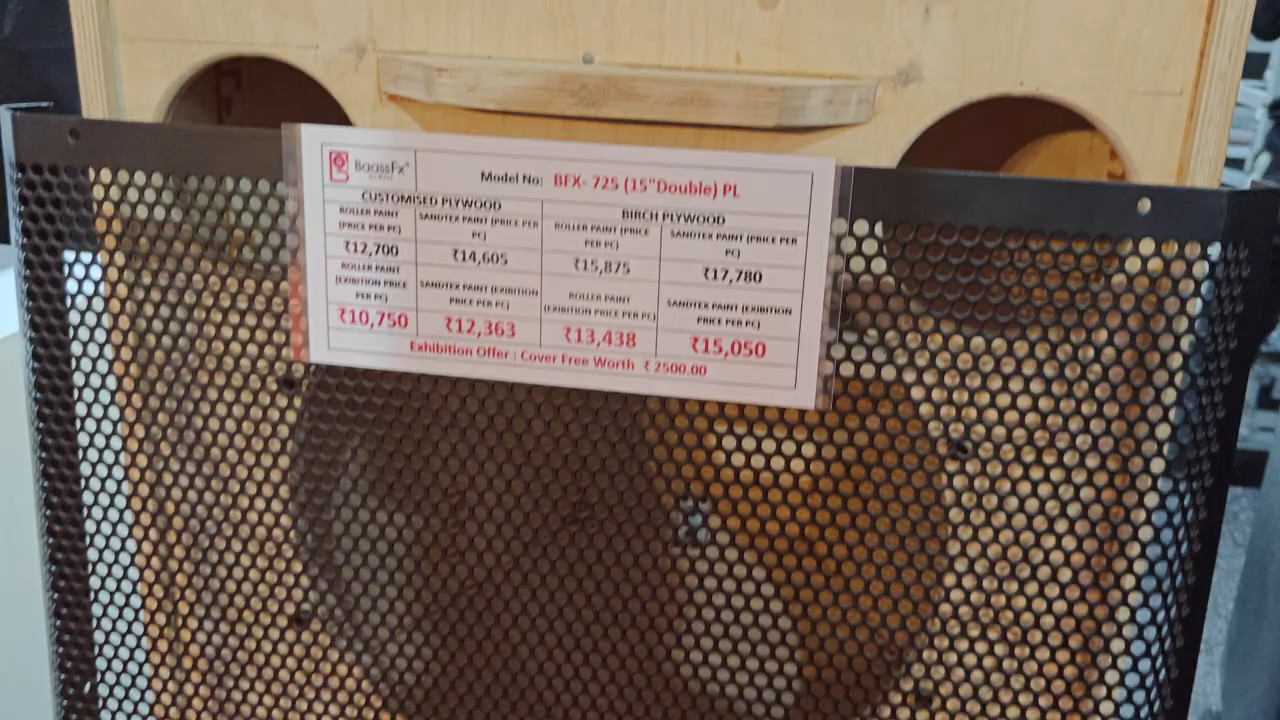 BaassFx®
Model No: BFX- 725 (15"Double) PL
CUSTOMISED PLYWOOD
BIRCH PLYWOOD
ROLLER PAINT (PRICE PER PC)
SANDTEX PAINT (PRICE PER PC)
ROLLER PAINT (PRICE PER PC)
SANDTEX PAINT (PRICE PER PC)
₹12,700
₹14,605
₹15,875
₹17,780
ROLLER PAINT (EXIBITION PRICE PER PC)
SANDTEX PAINT (EXIBITION PRICE PER PC)
ROLLER PAINT (EXIBITION PRICE PER PC)
SANDTEX PAINT (EXIBITION PRICE PER PC)
₹10,750
₹12,363
₹13,438
₹15,050
Exhibition Offer : Cover Free Worth ₹ 2500.00